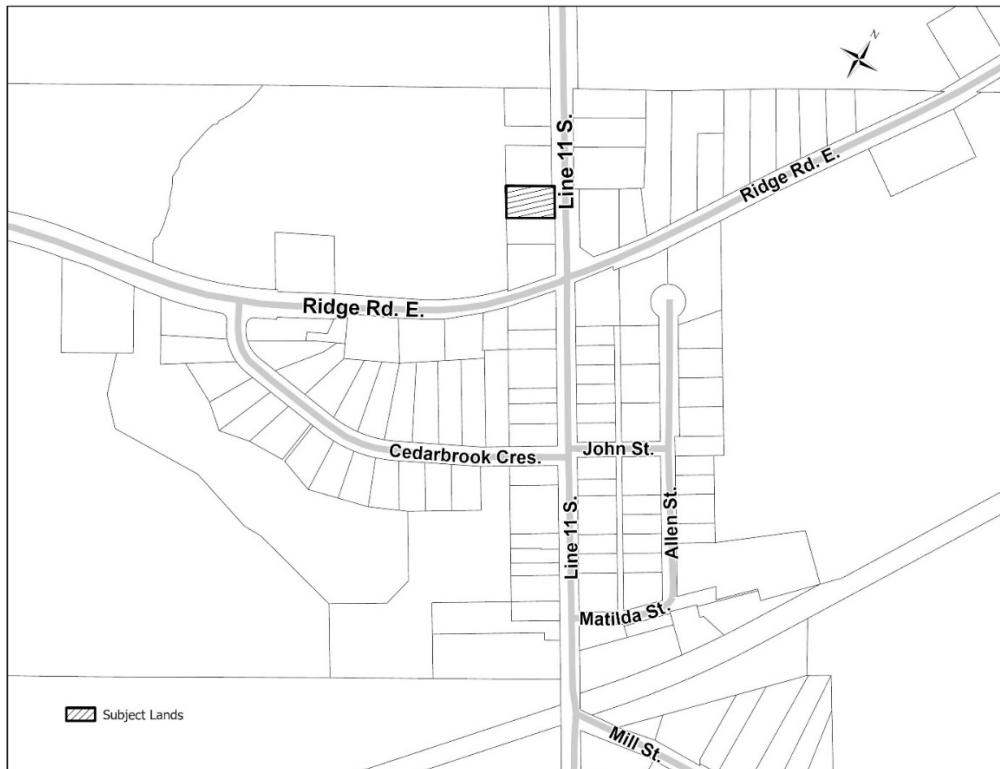 N
Line 11 S.
Ridge Rd. E.
Ridge Rd. E.
Cedarbrook Cres.
John St.
Line 11 S.
Allen St.
Matilda St.
Subject Lands
Mill St.